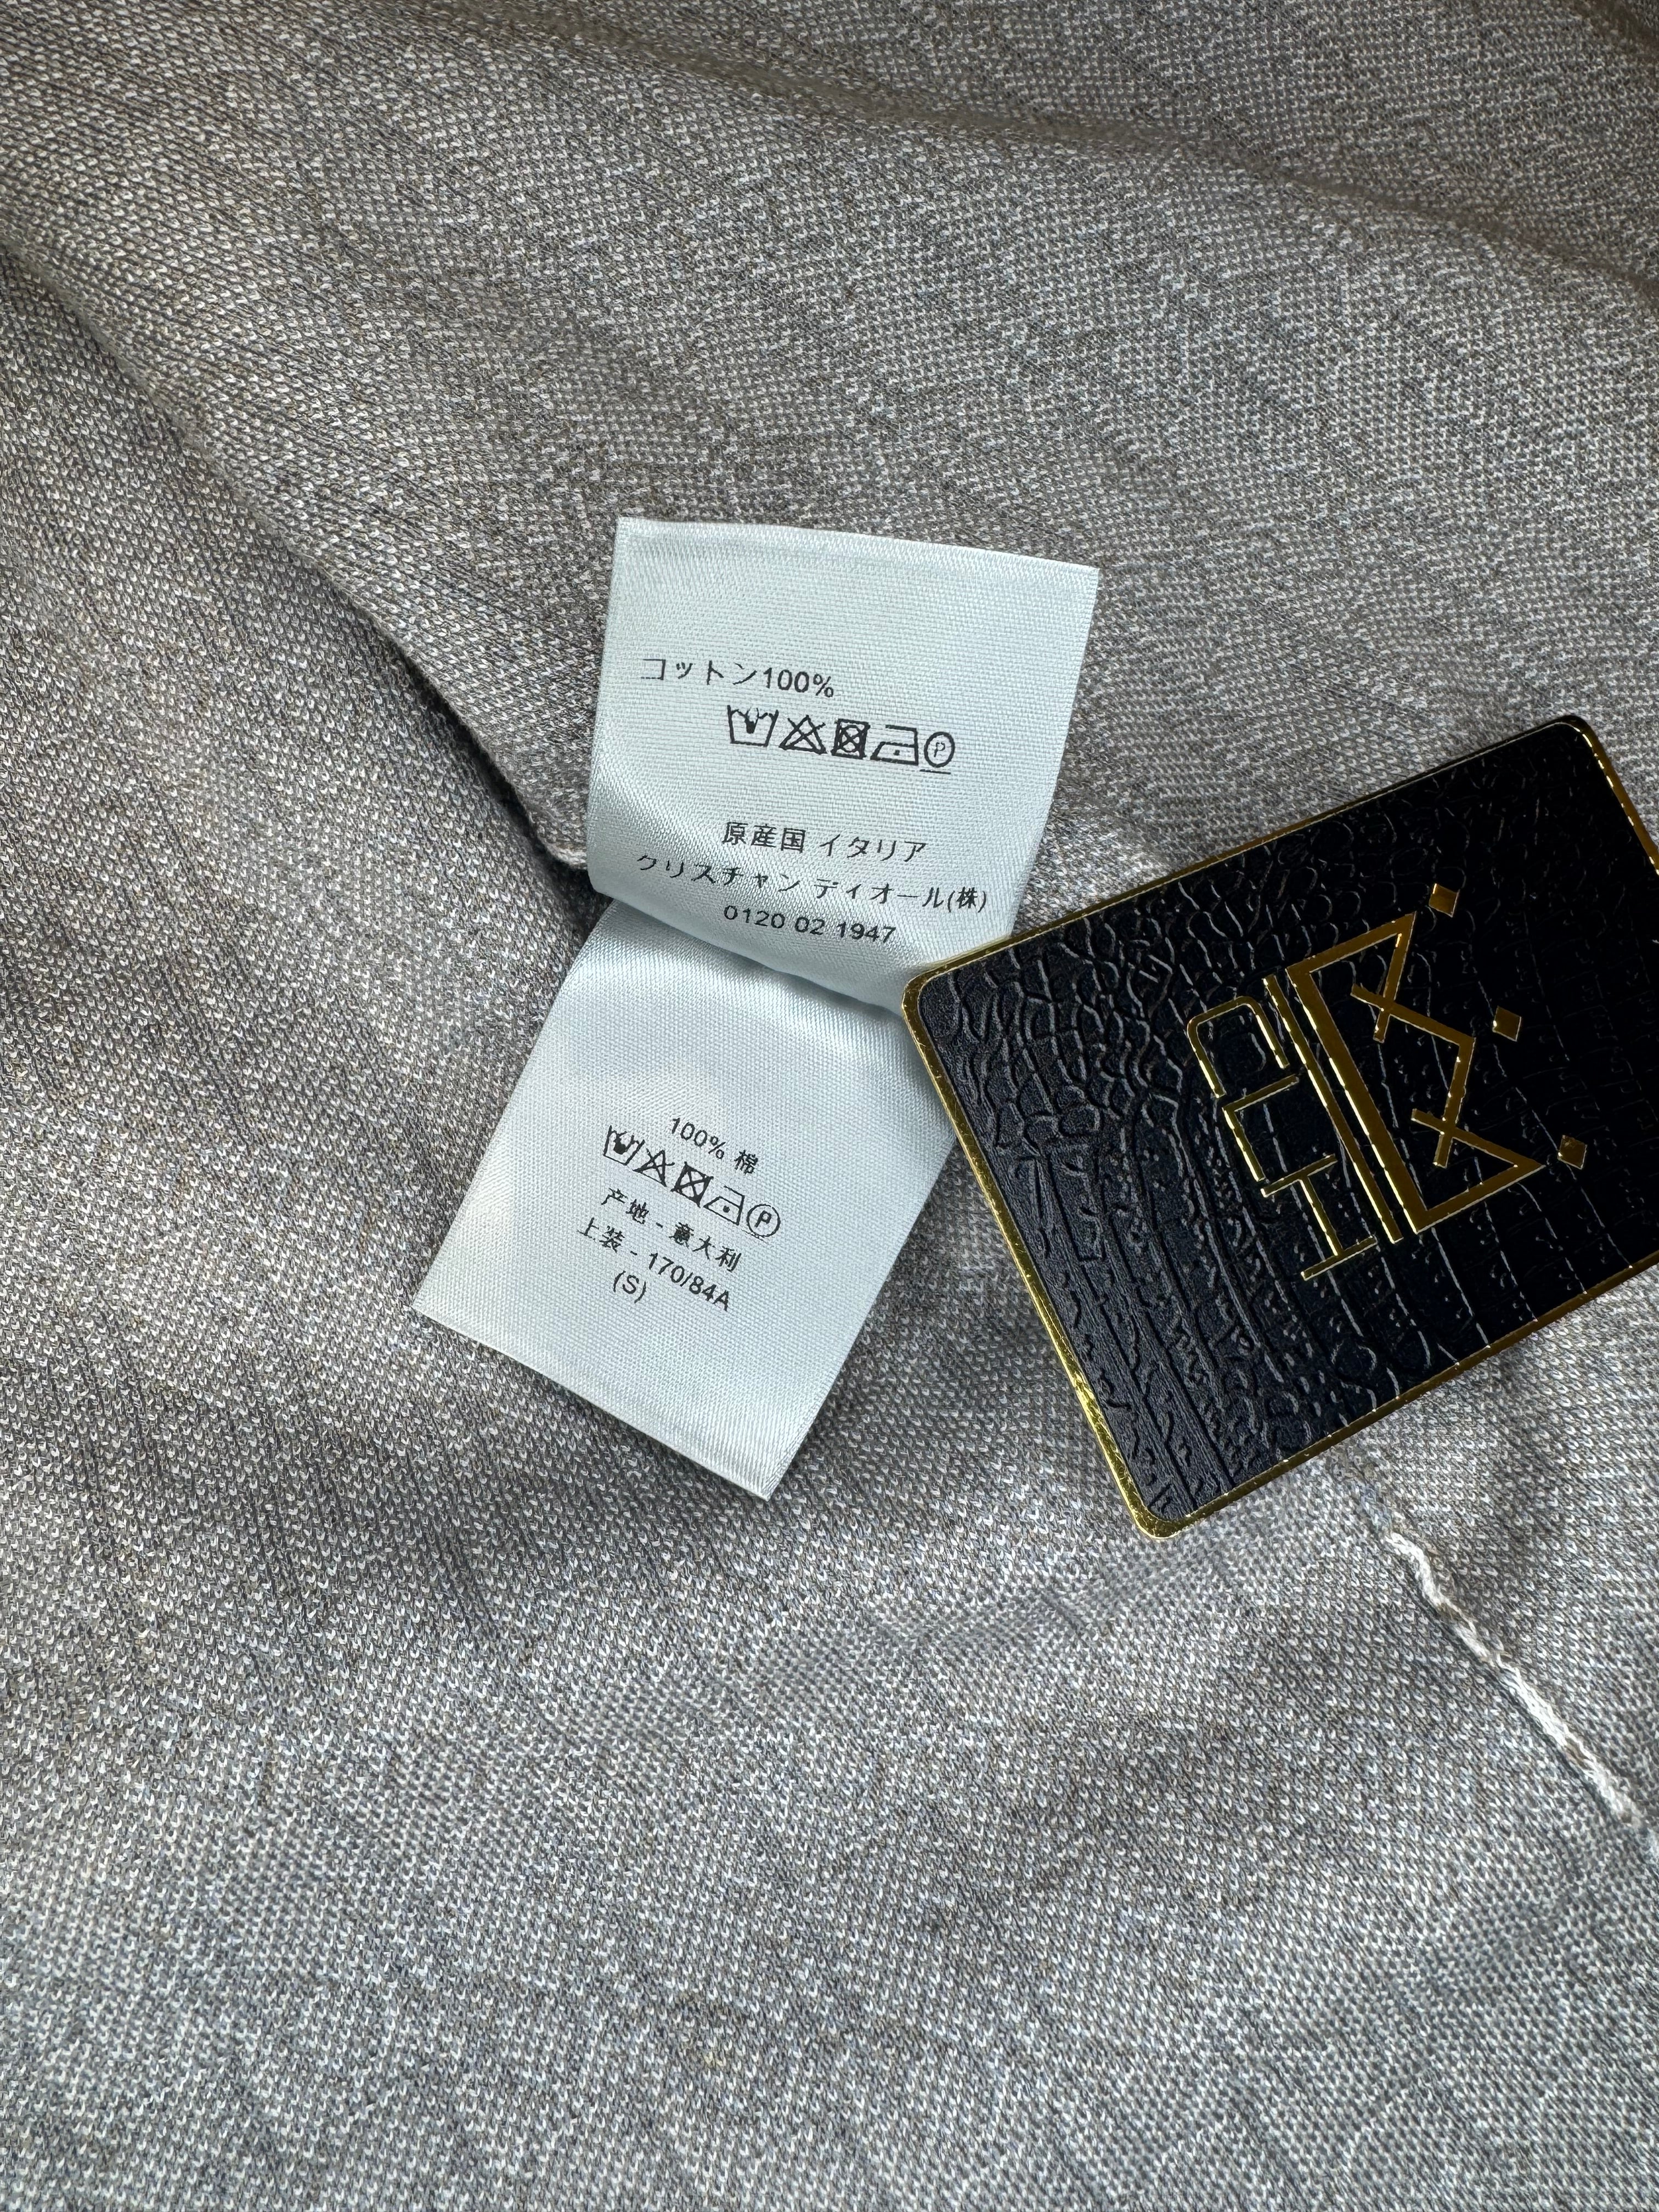 コットン100%
原産国 イタリア
クリスチャン ディオール(株)
0120 02 1947
100% 棉
产地 - 意大利
上装 - 170/84A
(S)